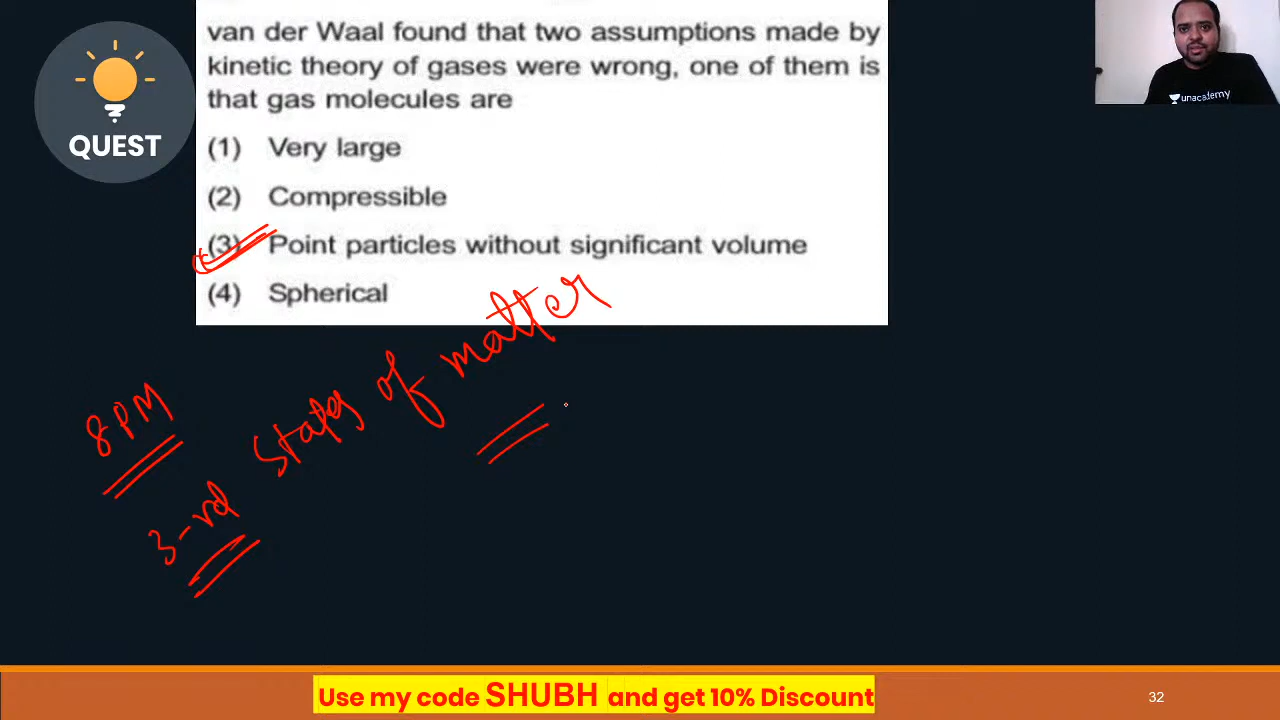 van der Waal found that two assumptions made by
kinetic theory of gases were wrong, one of them is
that gas molecules are
(1) Very large
(2) Compressible
(3) Point particles without significant volume
(4) Spherical
QUEST
unacademy
8PM
3-rd States of matter
Use my code SHUBH and get 10% Discount
32